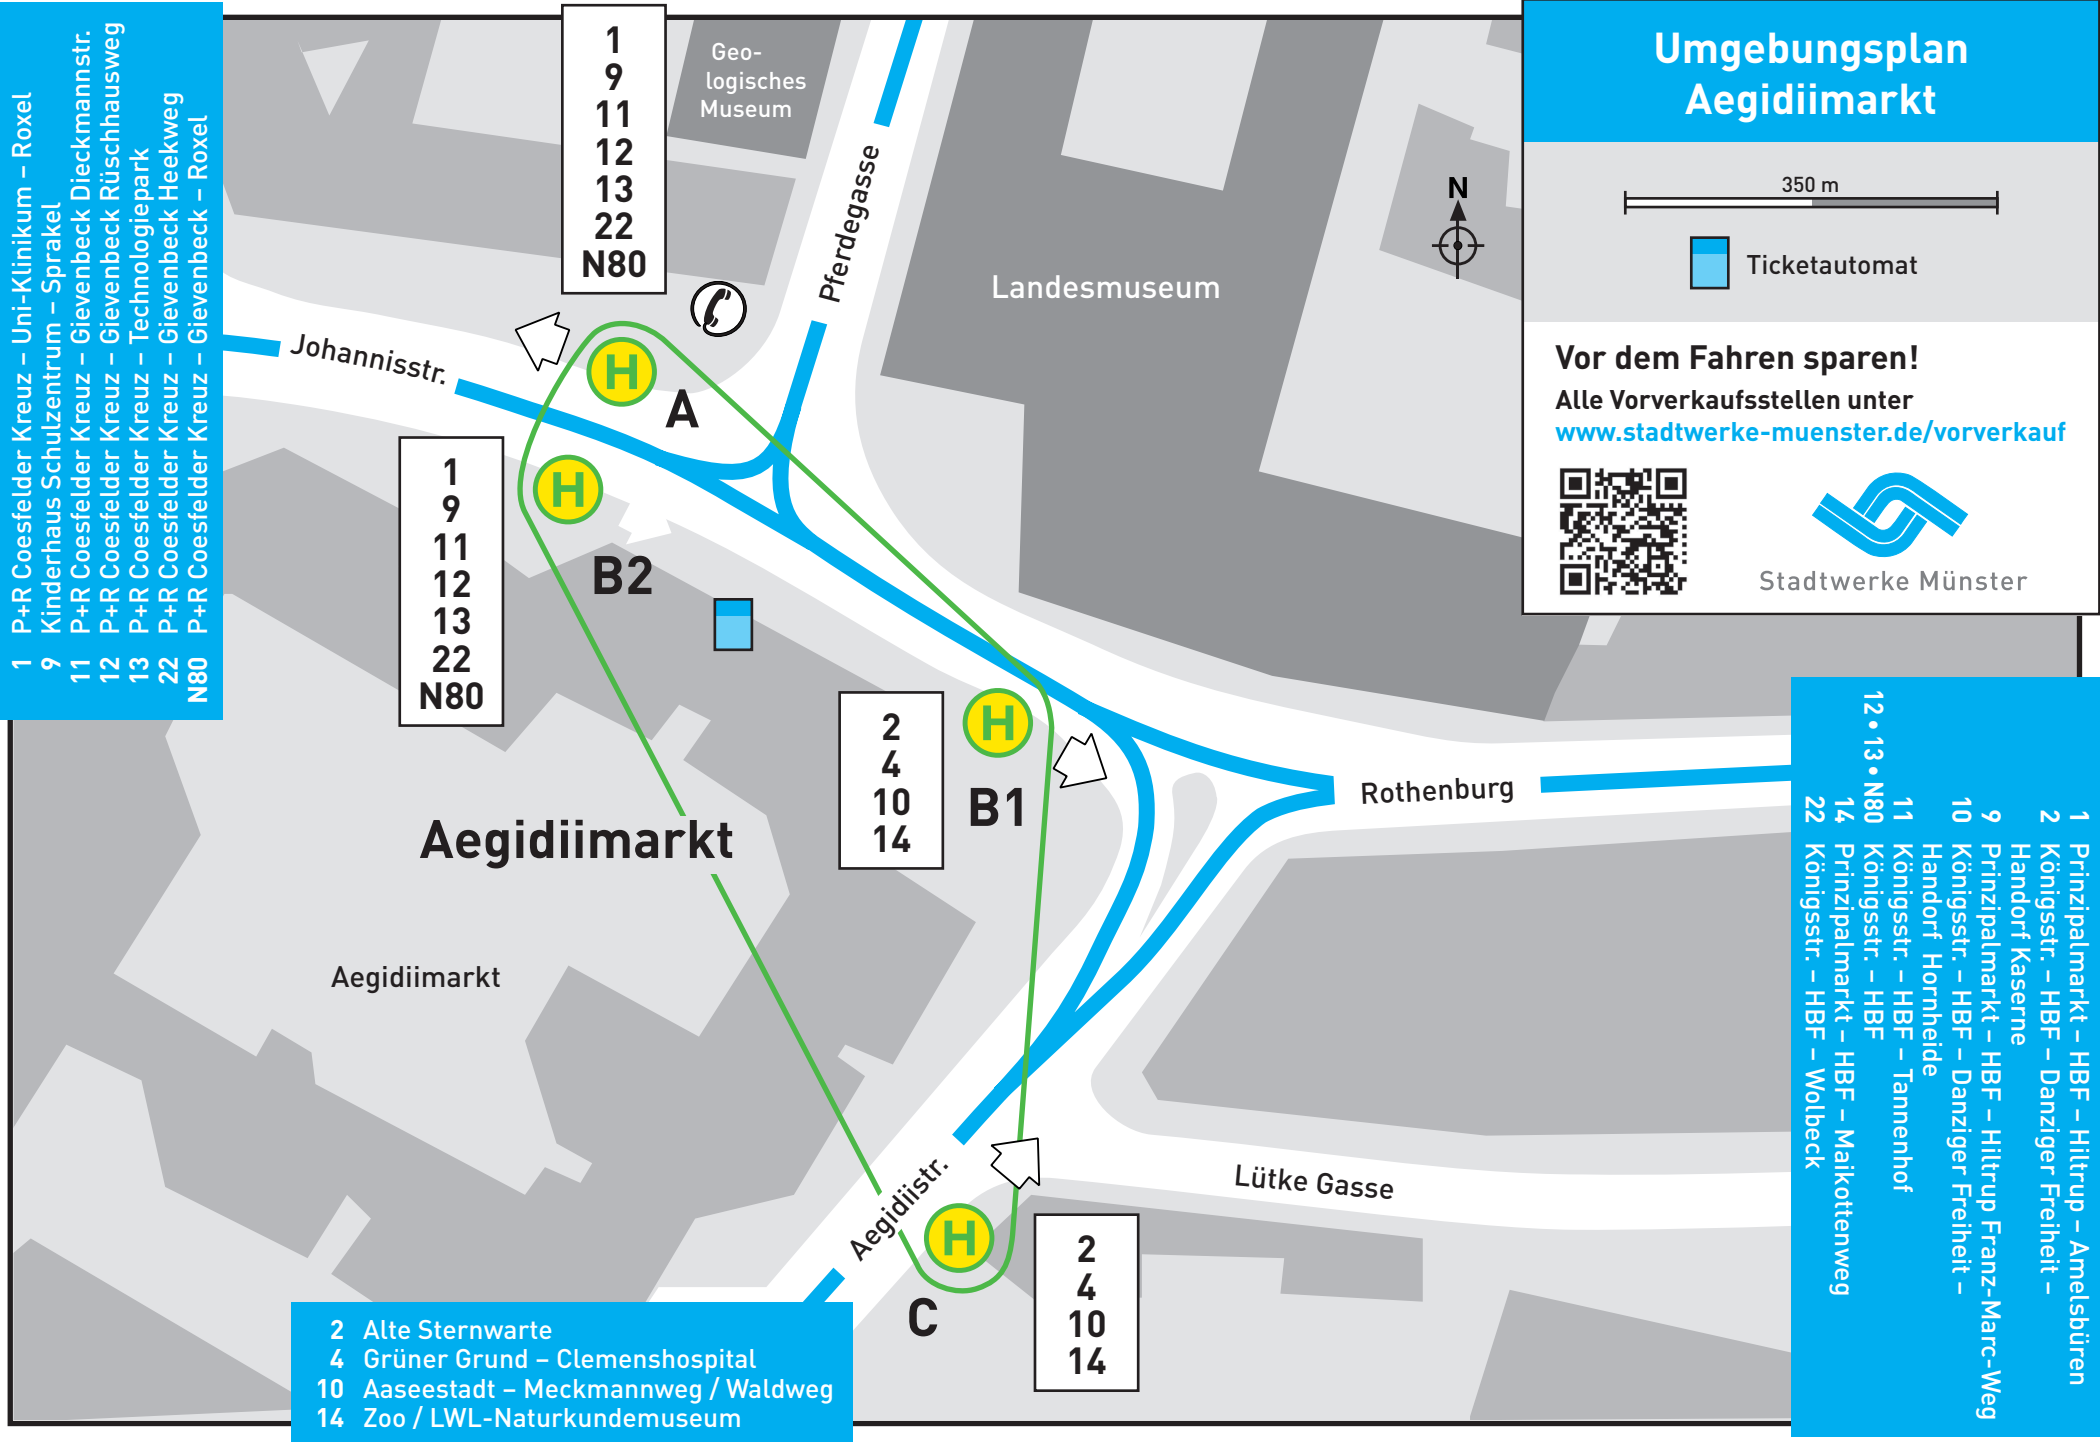 Umgebungsplan
Aegidiimarkt
350 m
Ticketautomat
Vor dem Fahren sparen!
Alle Vorverkaufsstellen unter
www.stadtwerke-muenster.de/vorverkauf
Stadtwerke Münster
N
1 P+R Coesfelder Kreuz – Uni-Klinikum – Roxel
9 Kinderhaus Schulzentrum – Sprakel
11 P+R Coesfelder Kreuz – Gievenbeck Dieckmannstr.
12 P+R Coesfelder Kreuz – Gievenbeck Rüschhausweg
13 P+R Coesfelder Kreuz – Technologiepark
22 P+R Coesfelder Kreuz – Gievenbeck Heekweg
N80 P+R Coesfelder Kreuz – Gievenbeck – Roxel
1
9
11
12
13
22
N80
Geo-
logisches
Museum
Pferdegasse
Landesmuseum
Johannisstr.
H
A
1
9
11
12
13
22
N80
H
B2
2
4
10
14
H
B1
Rothenburg
Aegidiimarkt
Aegidiimarkt
Aegidiistr.
Lütke Gasse
H
C
2
4
10
14
2 Alte Sternwarte
4 Grüner Grund – Clemenshospital
10 Aaseestadt – Meckmannweg / Waldweg
14 Zoo / LWL-Naturkundemuseum
1 Prinzipalmarkt – HBF – Hiltrup – Amelsbüren
2 Königsstr. – HBF – Danziger Freiheit –
Handorf Kaserne
9 Prinzipalmarkt – HBF – Hiltrup Franz-Marc-Weg
10 Königsstr. – HBF – Danziger Freiheit –
Handorf Hornheide
11 Königsstr. – HBF – Tannenhof
12 • 13 • N80 Königsstr. – HBF
14 Prinzipalmarkt – HBF – Maikottenweg
22 Königsstr. – HBF – Wolbeck